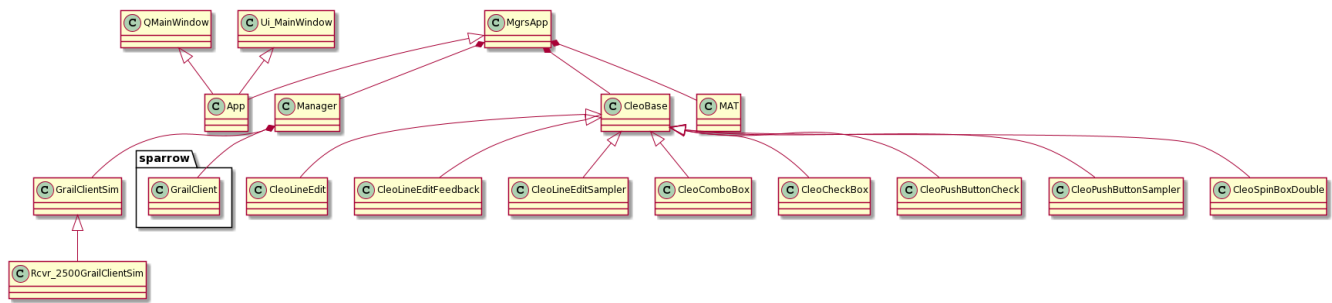 C QMainWindow
C Ui_MainWindow
C MgrsApp
C App
C Manager
C CleoBase
C MAT
sparrow
C GrailClientSim
C GrailClient
C CleoLineEdit
C CleoLineEditFeedback
C CleoLineEditSampler
C CleoComboBox
C CleoCheckBox
C CleoPushButtonCheck
C CleoPushButtonSampler
C CleoSpinBoxDouble
C Rcvr_2500GrailClientSim